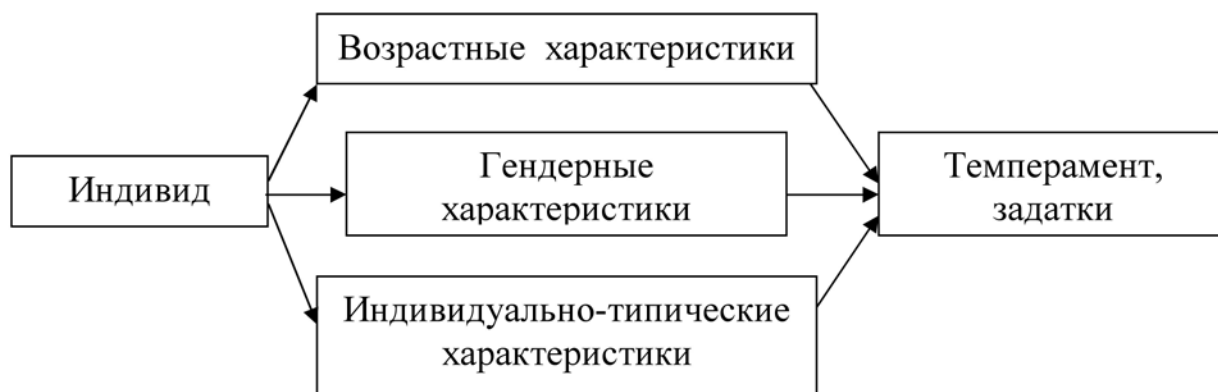 Возрастные характеристики
Индивид
Гендерные
характеристики
Темперамент,
задатки
Индивидуально-типические
характеристики